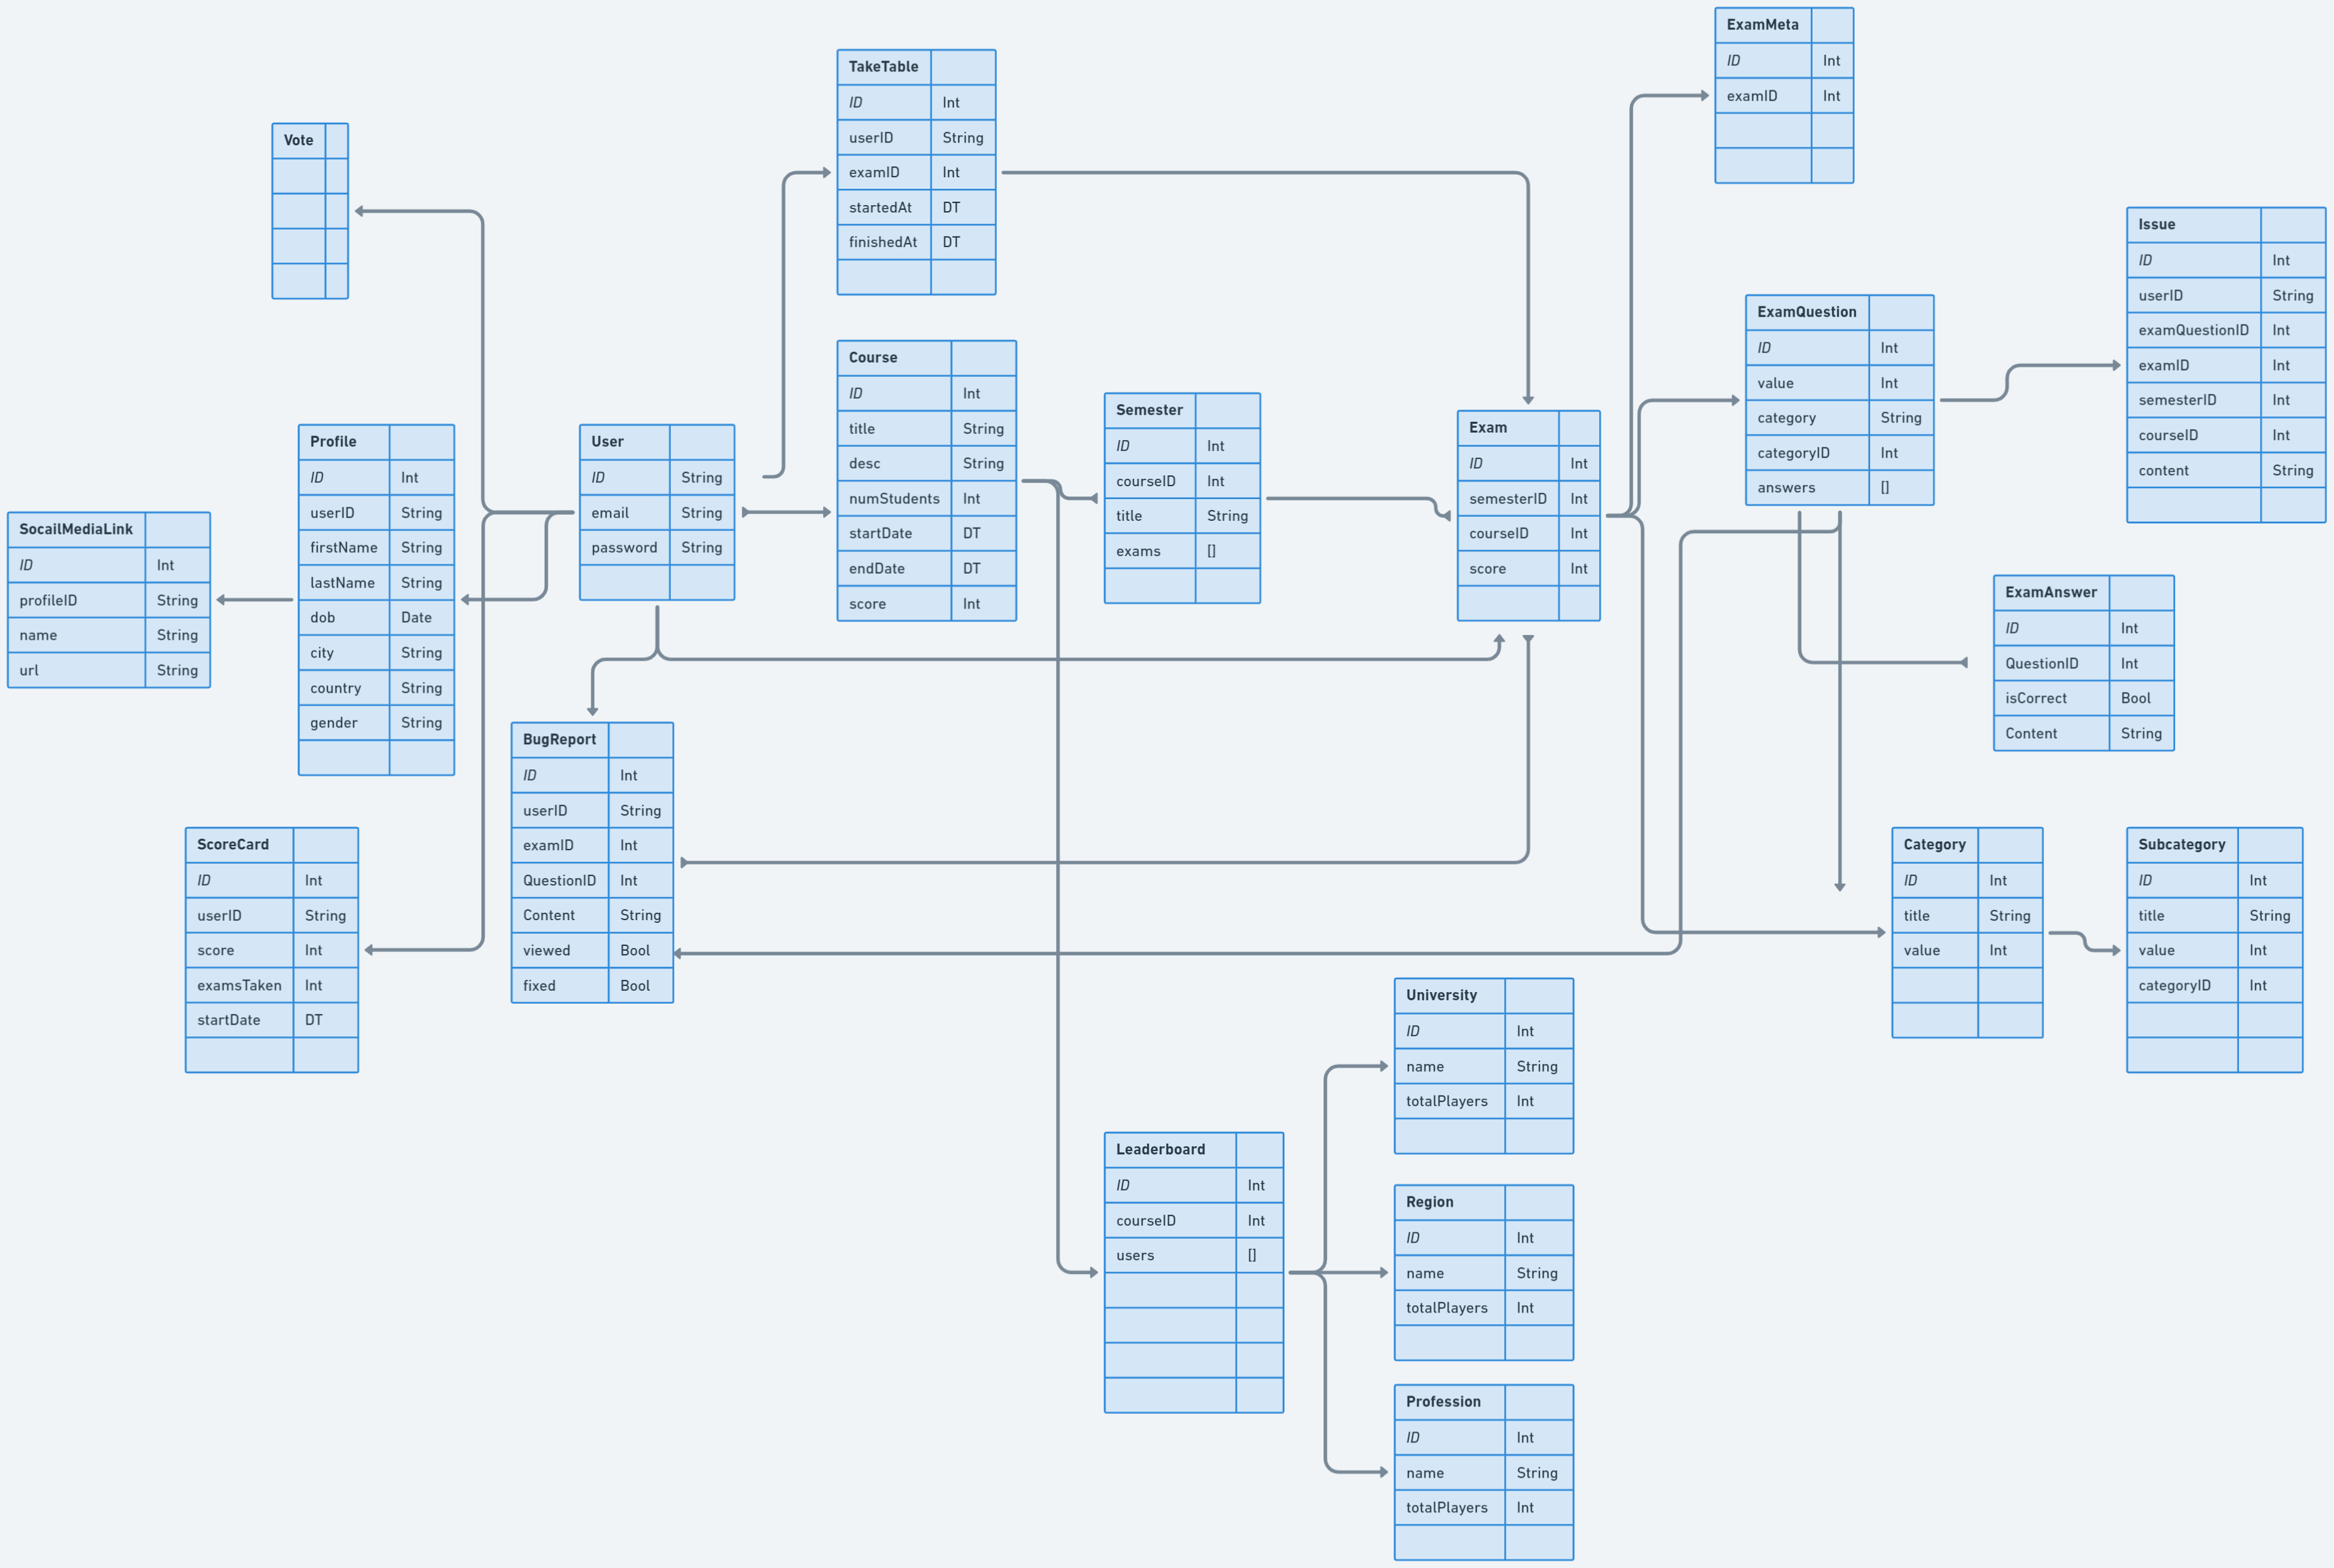 ExamMeta
ID Int
examID Int
TakeTable
ID Int
userID String
examID Int
startedAt DT
finishedAt DT
Vote
Issue
ID Int
userID String
examQuestionID Int
examID Int
semesterID Int
courseID Int
content String
ExamQuestion
ID Int
value Int
category String
categoryID Int
answers []
Course
ID Int
title String
desc String
numStudents Int
startDate DT
endDate DT
score Int
Semester
ID Int
courseID Int
title String
exams []
Exam
ID Int
semesterID Int
courseID Int
score Int
Profile
ID Int
userID String
firstName String
lastName String
dob Date
city String
country String
gender String
User
ID String
email String
password String
SocailMediaLink
ID Int
profileID String
name String
url String
ExamAnswer
ID Int
QuestionID Int
isCorrect Bool
Content String
BugReport
ID Int
userID String
examID Int
QuestionID Int
Content String
viewed Bool
fixed Bool
ScoreCard
ID Int
userID String
score Int
examsTaken Int
startDate DT
Category
ID Int
title String
value Int
Subcategory
ID Int
title String
value Int
categoryID Int
University
ID Int
name String
totalPlayers Int
Leaderboard
ID Int
courseID Int
users []
Region
ID Int
name String
totalPlayers Int
Profession
ID Int
name String
totalPlayers Int